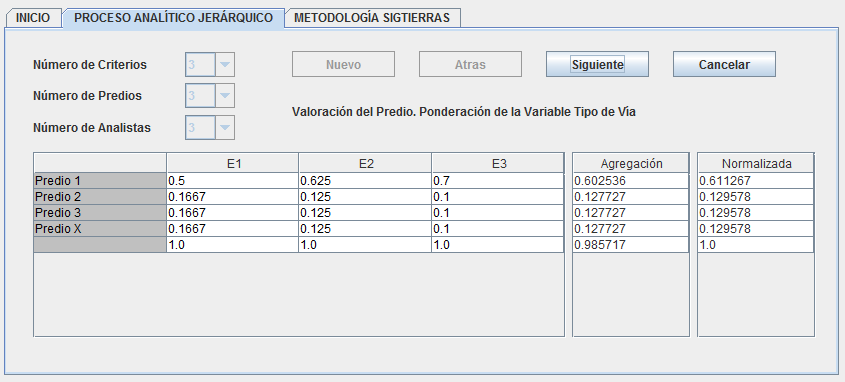 INICIO PROCESO ANALÍTICO JERÁRQUICO METODOLOGÍA SIGTIERRAS
Número de Criterios 3 Nuevo Atras Siguiente Cancelar
Número de Predios 3
Valoración del Predio. Ponderación de la Variable Tipo de Vía
Número de Analistas 3
E1 E2 E3 Agregación Normalizada
Predio 1 0.5 0.625 0.7 0.602536 0.611267
Predio 2 0.1667 0.125 0.1 0.127727 0.129578
Predio 3 0.1667 0.125 0.1 0.127727 0.129578
Predio X 0.1667 0.125 0.1 0.127727 0.129578
1.0 1.0 1.0 0.985717 1.0